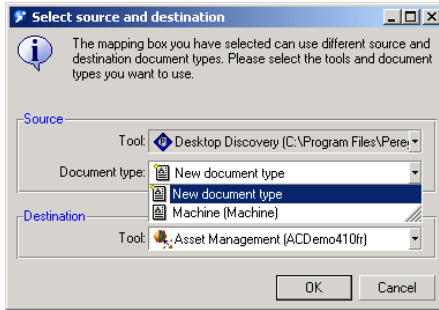 Select source and destination
The mapping box you have selected can use different source and
destination document types. Please select the tools and document
types you want to use.
Source
Tool: Desktop Discovery (C:\Program Files\Pere
Document type: New document type
New document type
Machine (Machine)
Destination
Tool: Asset Management (ACDemo410fr)
OK Cancel